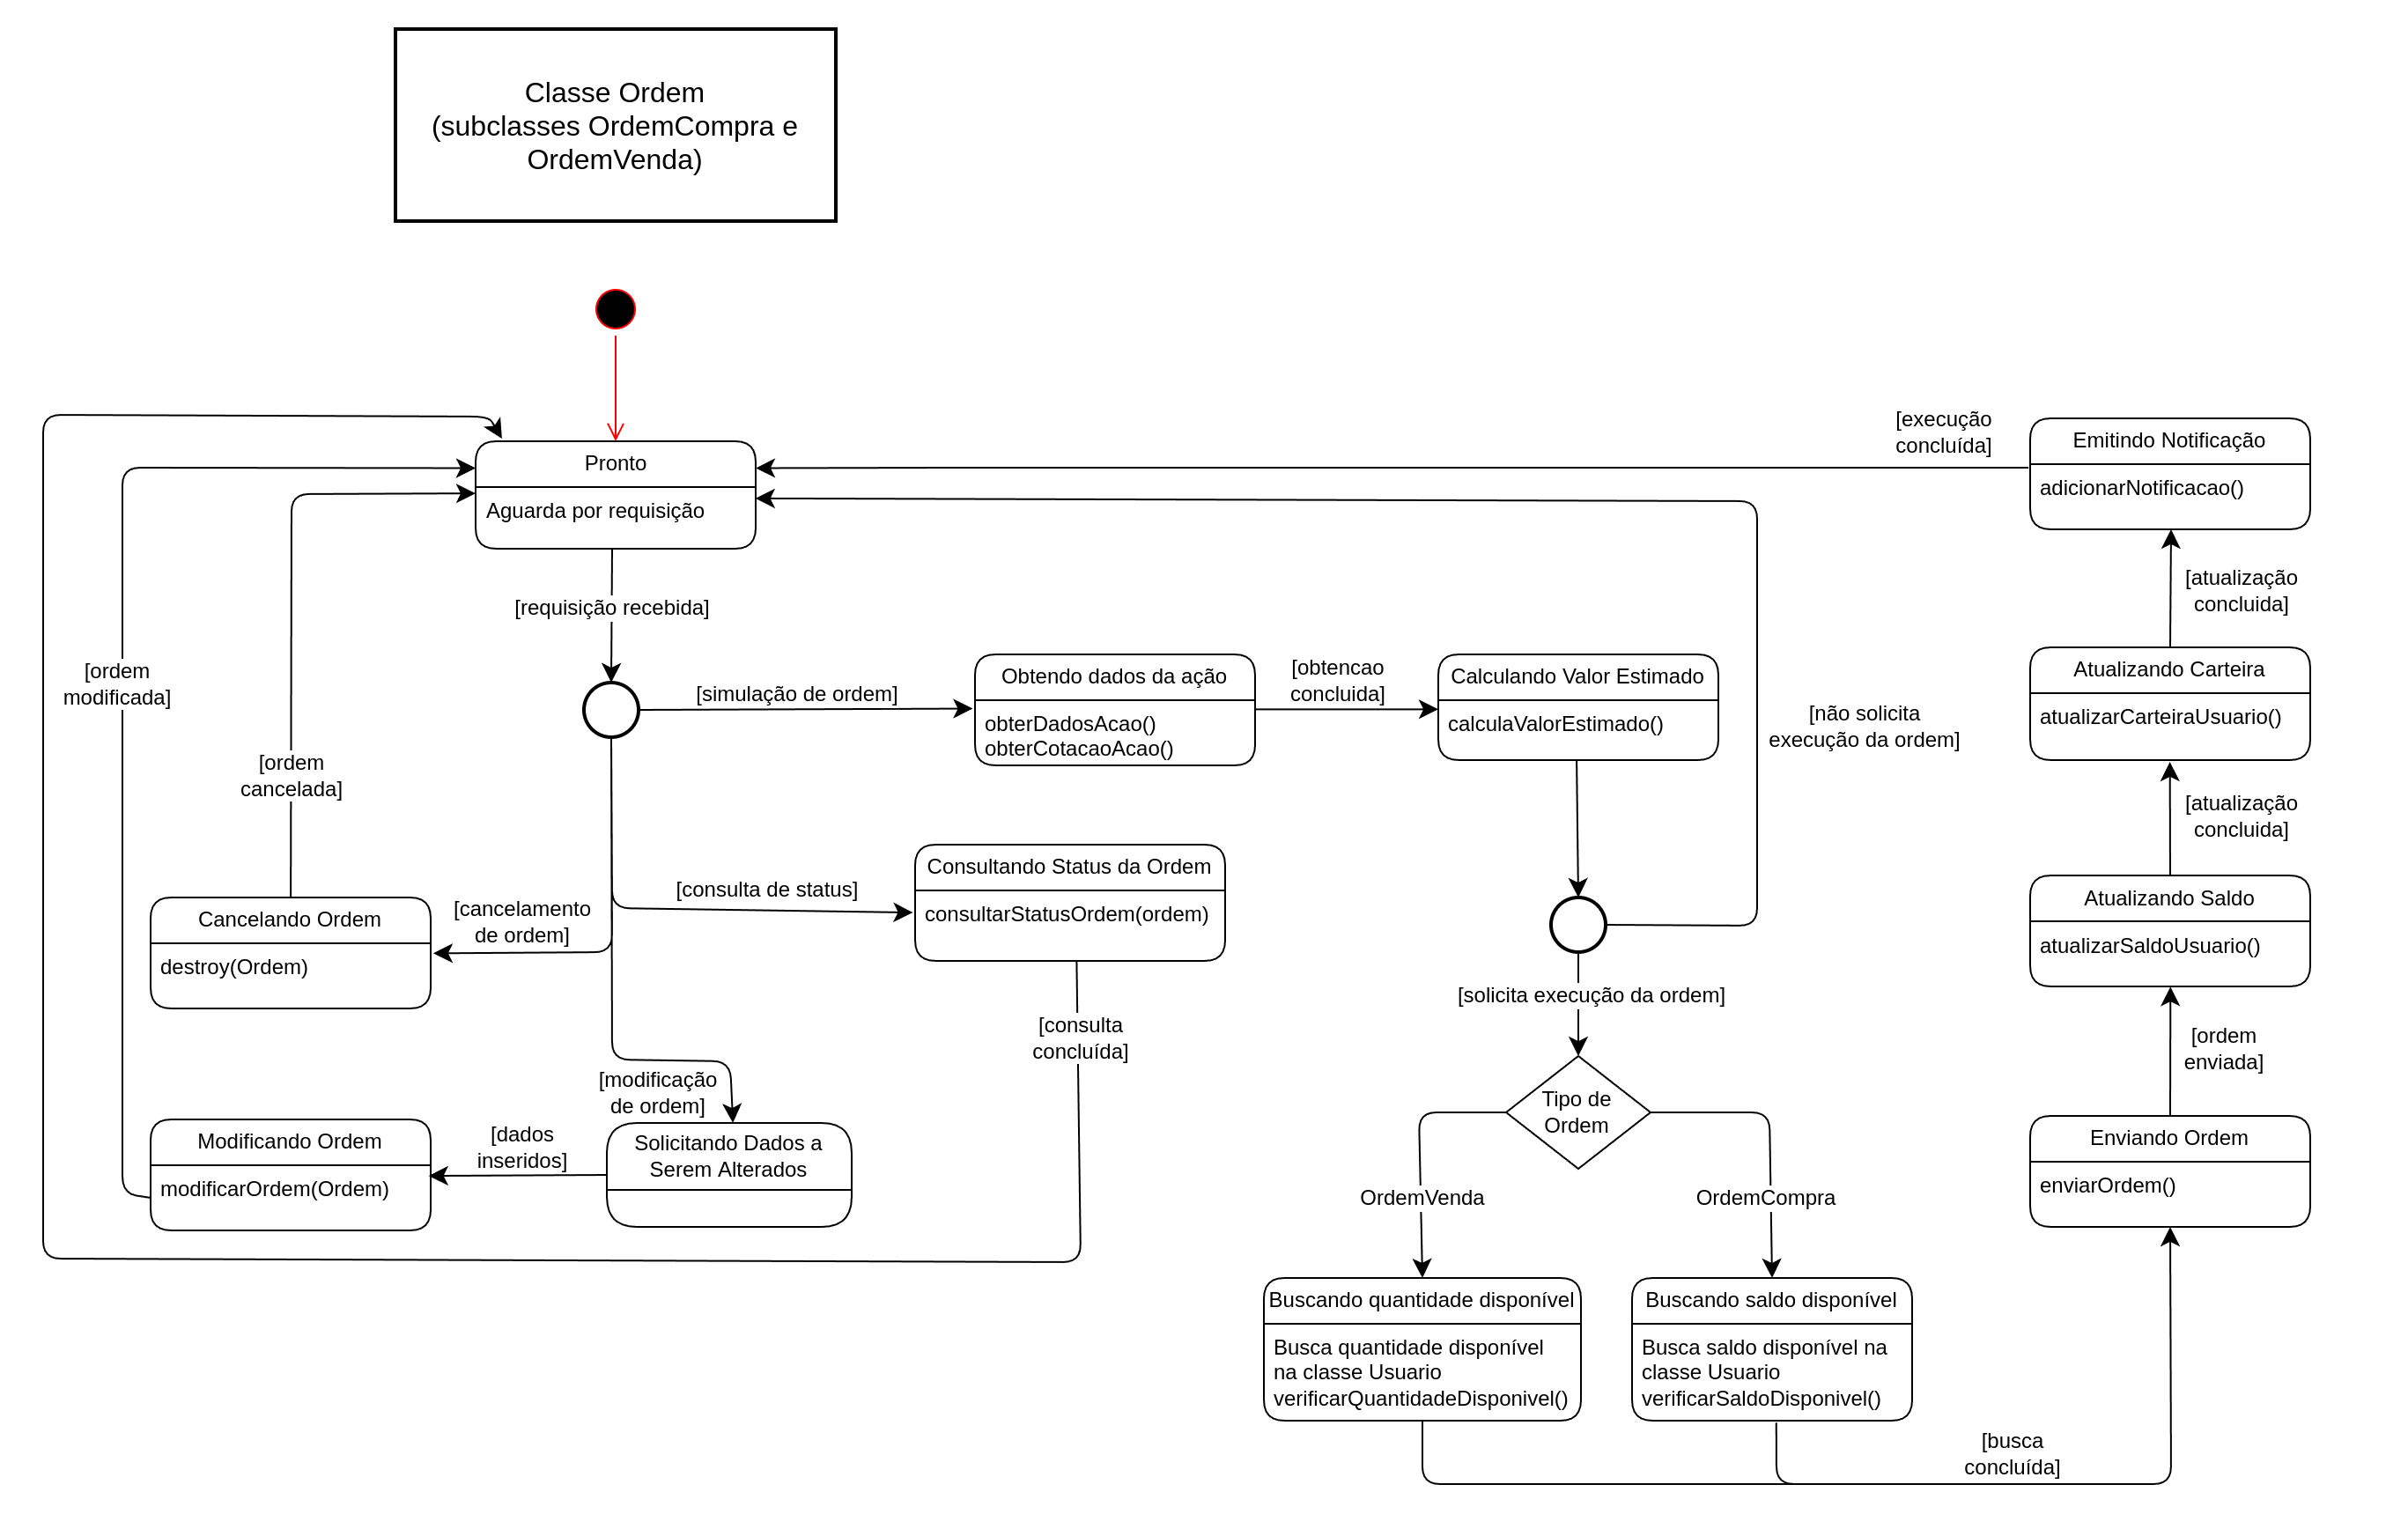 Classe Ordem
(subclasses OrdemCompra e
OrdemVenda)
Pronto
Aguarda por requisição
[requisição recebida]
[simulação de ordem]
Obtendo dados da ação
obterDadosAcao()
obterCotacaoAcao()
[obtencao
concluida]
Calculando Valor Estimado
calculaValorEstimado()
[não solicita
execução da ordem]
[execução
concluída]
Emitindo Notificação
adicionarNotificacao()
[atualização
concluida]
Atualizando Carteira
atualizarCarteiraUsuario()
[atualização
concluida]
Atualizando Saldo
atualizarSaldoUsuario()
[ordem
enviada]
Enviando Ordem
enviarOrdem()
[ordem
modificada]
[ordem
cancelada]
Cancelando Ordem
destroy(Ordem)
[cancelamento
de ordem]
[consulta de status]
Consultando Status da Ordem
consultarStatusOrdem(ordem)
[consulta
concluída]
[modificação
de ordem]
Solicitando Dados a
Serem Alterados
[dados
inseridos]
Modificando Ordem
modificarOrdem(Ordem)
[solicita execução da ordem]
Tipo de
Ordem
OrdemVenda
OrdemCompra
Buscando quantidade disponível
Busca quantidade disponível
na classe Usuario
verificarQuantidadeDisponivel()
Buscando saldo disponível
Busca saldo disponível na
classe Usuario
verificarSaldoDisponivel()
[busca
concluída]